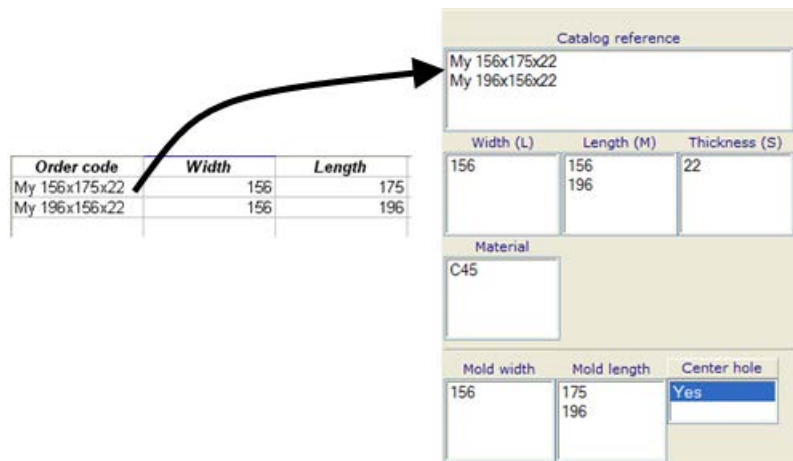 Catalog reference
My 156x175x22
My 196x156x22
Order code Width Length
My 156x175x22 156 175
My 196x156x22 156 196
Width (L) Length (M) Thickness (S)
156 156 22
196
Material
C45
Mold width Mold length Center hole
156 175 Yes
196